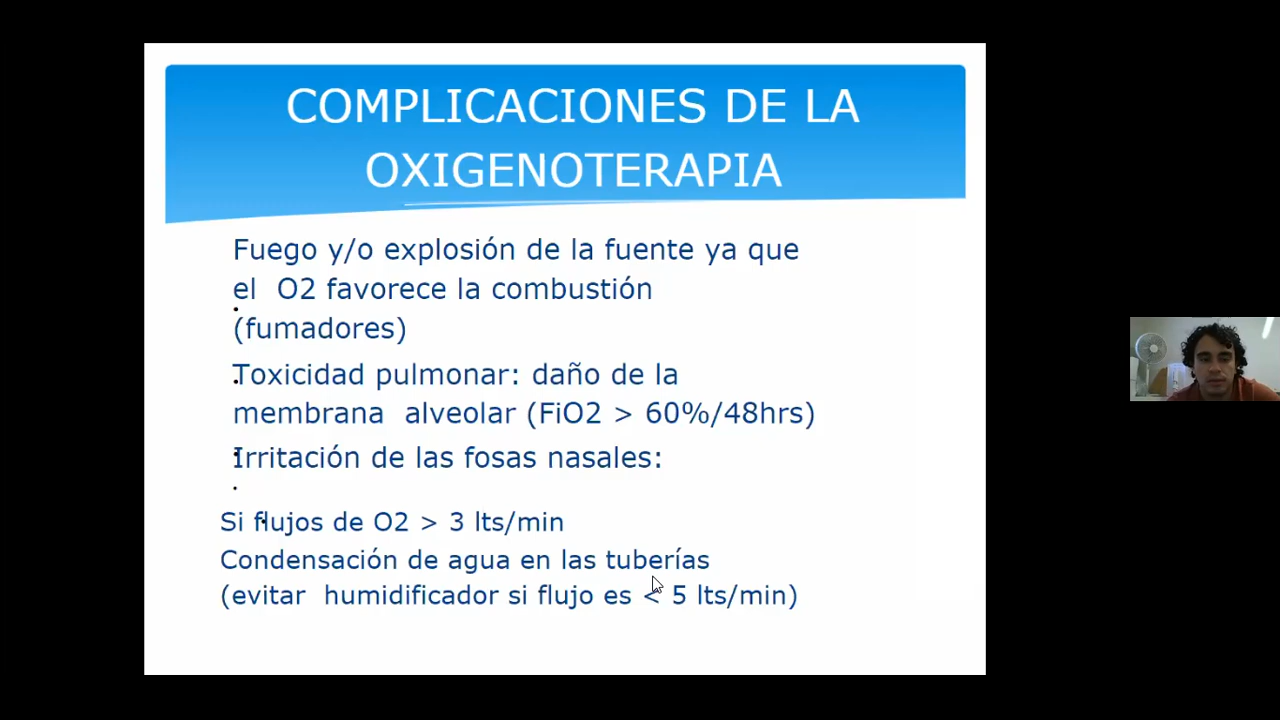 COMPLICACIONES DE LA
OXIGENOTERAPIA
Fuego y/o explosión de la fuente ya que
el O2 favorece la combustión
(fumadores)
Toxicidad pulmonar: daño de la
membrana alveolar (FiO2 > 60%/48hrs)
Irritación de las fosas nasales:
Si flujos de O2 > 3 lts/min
Condensación de agua en las tuberías
(evitar humidificador si flujo es < 5 lts/min)